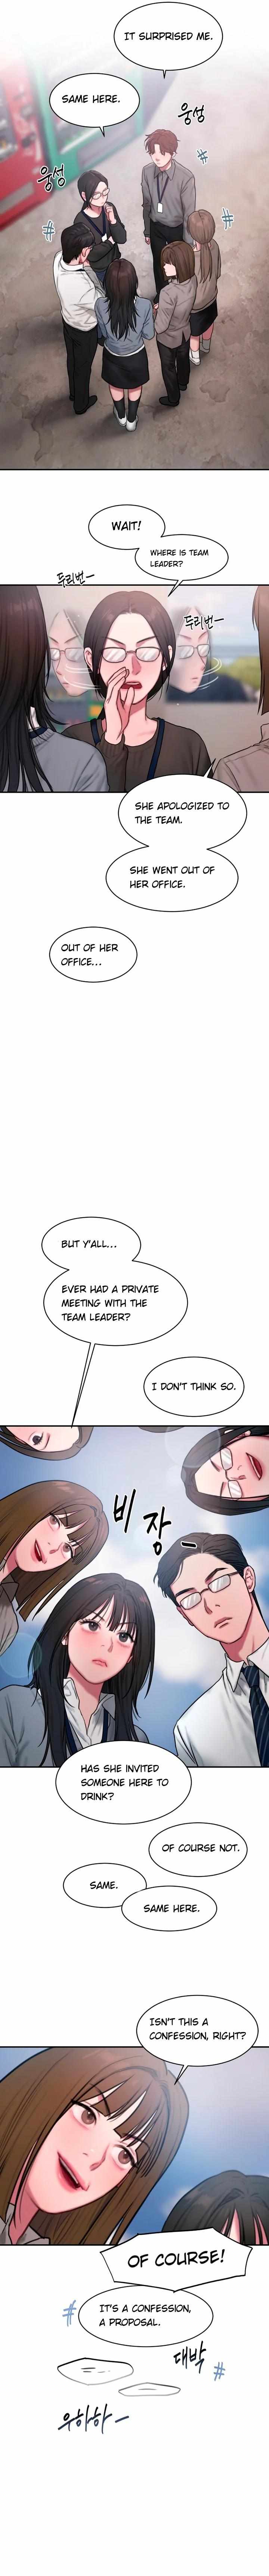 IT SURPRISED ME.
SAME HERE.
웅성
웅성
WAIT!
WHERE IS TEAM
LEADER?
두리번-
두리번-
SHE APOLOGIZED TO
THE TEAM.
SHE WENT OUT OF
HER OFFICE.
OUT OF HER
OFFICE...
BUT Y'ALL...
EVER HAD A PRIVATE
MEETING WITH THE
TEAM LEADER?
I DON'T THINK SO.
비장-
HAS SHE INVITED
SOMEONE HERE TO
DRINK?
OF COURSE NOT.
SAME.
SAME HERE.
ISN'T THIS A
CONFESSION, RIGHT?
OF COURSE!
IT'S A CONFESSION,
A PROPOSAL.
대박
우하하-